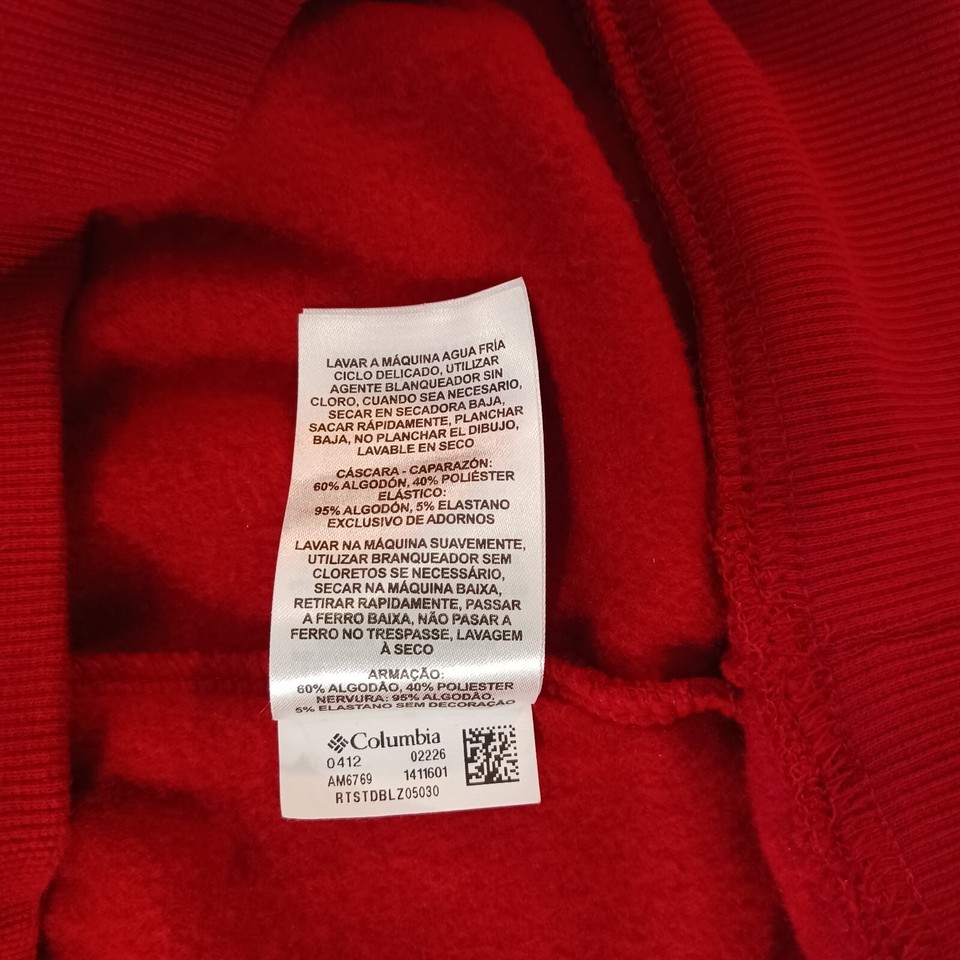 LAVAR A MÁQUINA AGUA FRÍA
CICLO DELICADO, UTILIZAR
AGENTE BLANQUEADOR SIN
CLORO, CUANDO SEA NECESARIO,
SECAR EN SECADORA BAJA,
SACAR RÁPIDAMENTE, PLANCHAR
BAJA, NO PLANCHAR EL DIBUJO,
LAVABLE EN SECO
CÁSCARA - CAPARAZÓN:
60% ALGODÓN, 40% POLIÉSTER
ELÁSTICO:
95% ALGODÓN, 5% ELASTANO
EXCLUSIVO DE ADORNOS
LAVAR NA MÁQUINA SUAVEMENTE,
UTILIZAR BRANQUEADOR SEM
CLORETOS SE NECESSÁRIO,
SECAR NA MÁQUINA BAIXA,
RETIRAR RAPIDAMENTE, PASSAR
A FERRO BAIXA, NÃO PASAR A
FERRO NO TRESPASSE, LAVAGEM
À SECO
ARMAÇÃO:
60% ALGODÃO, 40% POLIESTER
NERVURA: 95% ALGODÃO,
5% ELASTANO SEM DECORAÇÃO
Columbia
0412 02226
AM6769 1411601
RTSTDBLZ05030